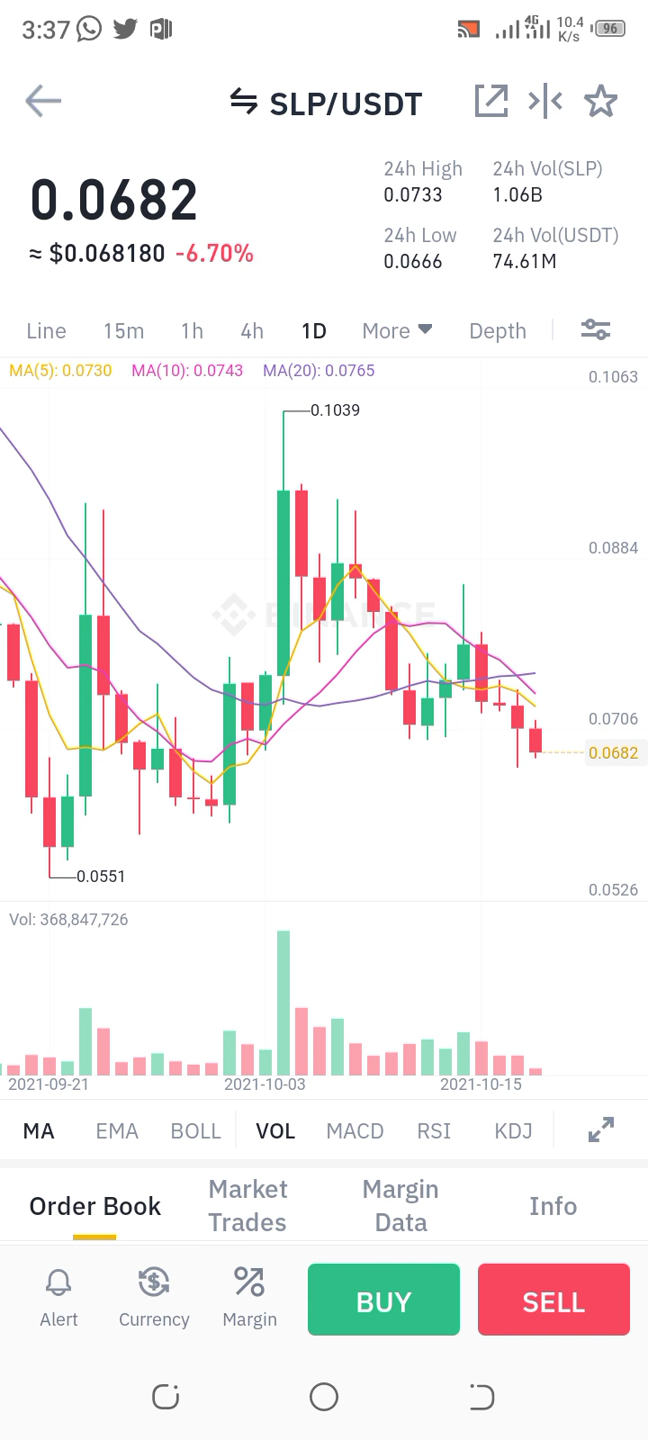 3:37
4G
10.4
K/s
96
SLP/USDT
0.0682
≈ $0.068180 -6.70%
24h High
0.0733
24h Vol(SLP)
1.06B
24h Low
0.0666
24h Vol(USDT)
74.61M
Line 15m 1h 4h 1D More Depth
MA(5): 0.0730 MA(10): 0.0743 MA(20): 0.0765
0.1063
0.1039
0.0884
BINANCE
0.0706
0.0682
0.0551
0.0526
Vol: 368,847,726
2021-09-21 2021-10-03 2021-10-15
MA EMA BOLL VOL MACD RSI KDJ
Order Book
Market
Trades
Margin
Data
Info
Alert
Currency
Margin
BUY
SELL